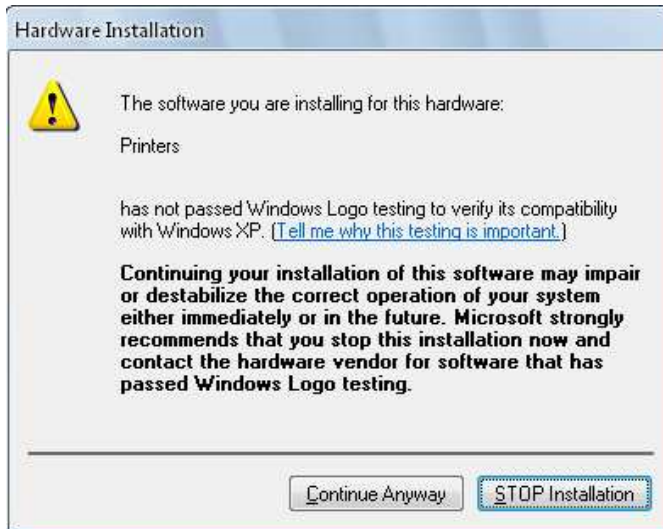 Hardware Installation
The software you are installing for this hardware:
Printers
has not passed Windows Logo testing to verify its compatibility
with Windows XP. (Tell me why this testing is important.)
Continuing your installation of this software may impair
or destabilize the correct operation of your system
either immediately or in the future. Microsoft strongly
recommends that you stop this installation now and
contact the hardware vendor for software that has
passed Windows Logo testing.
Continue Anyway
STOP Installation